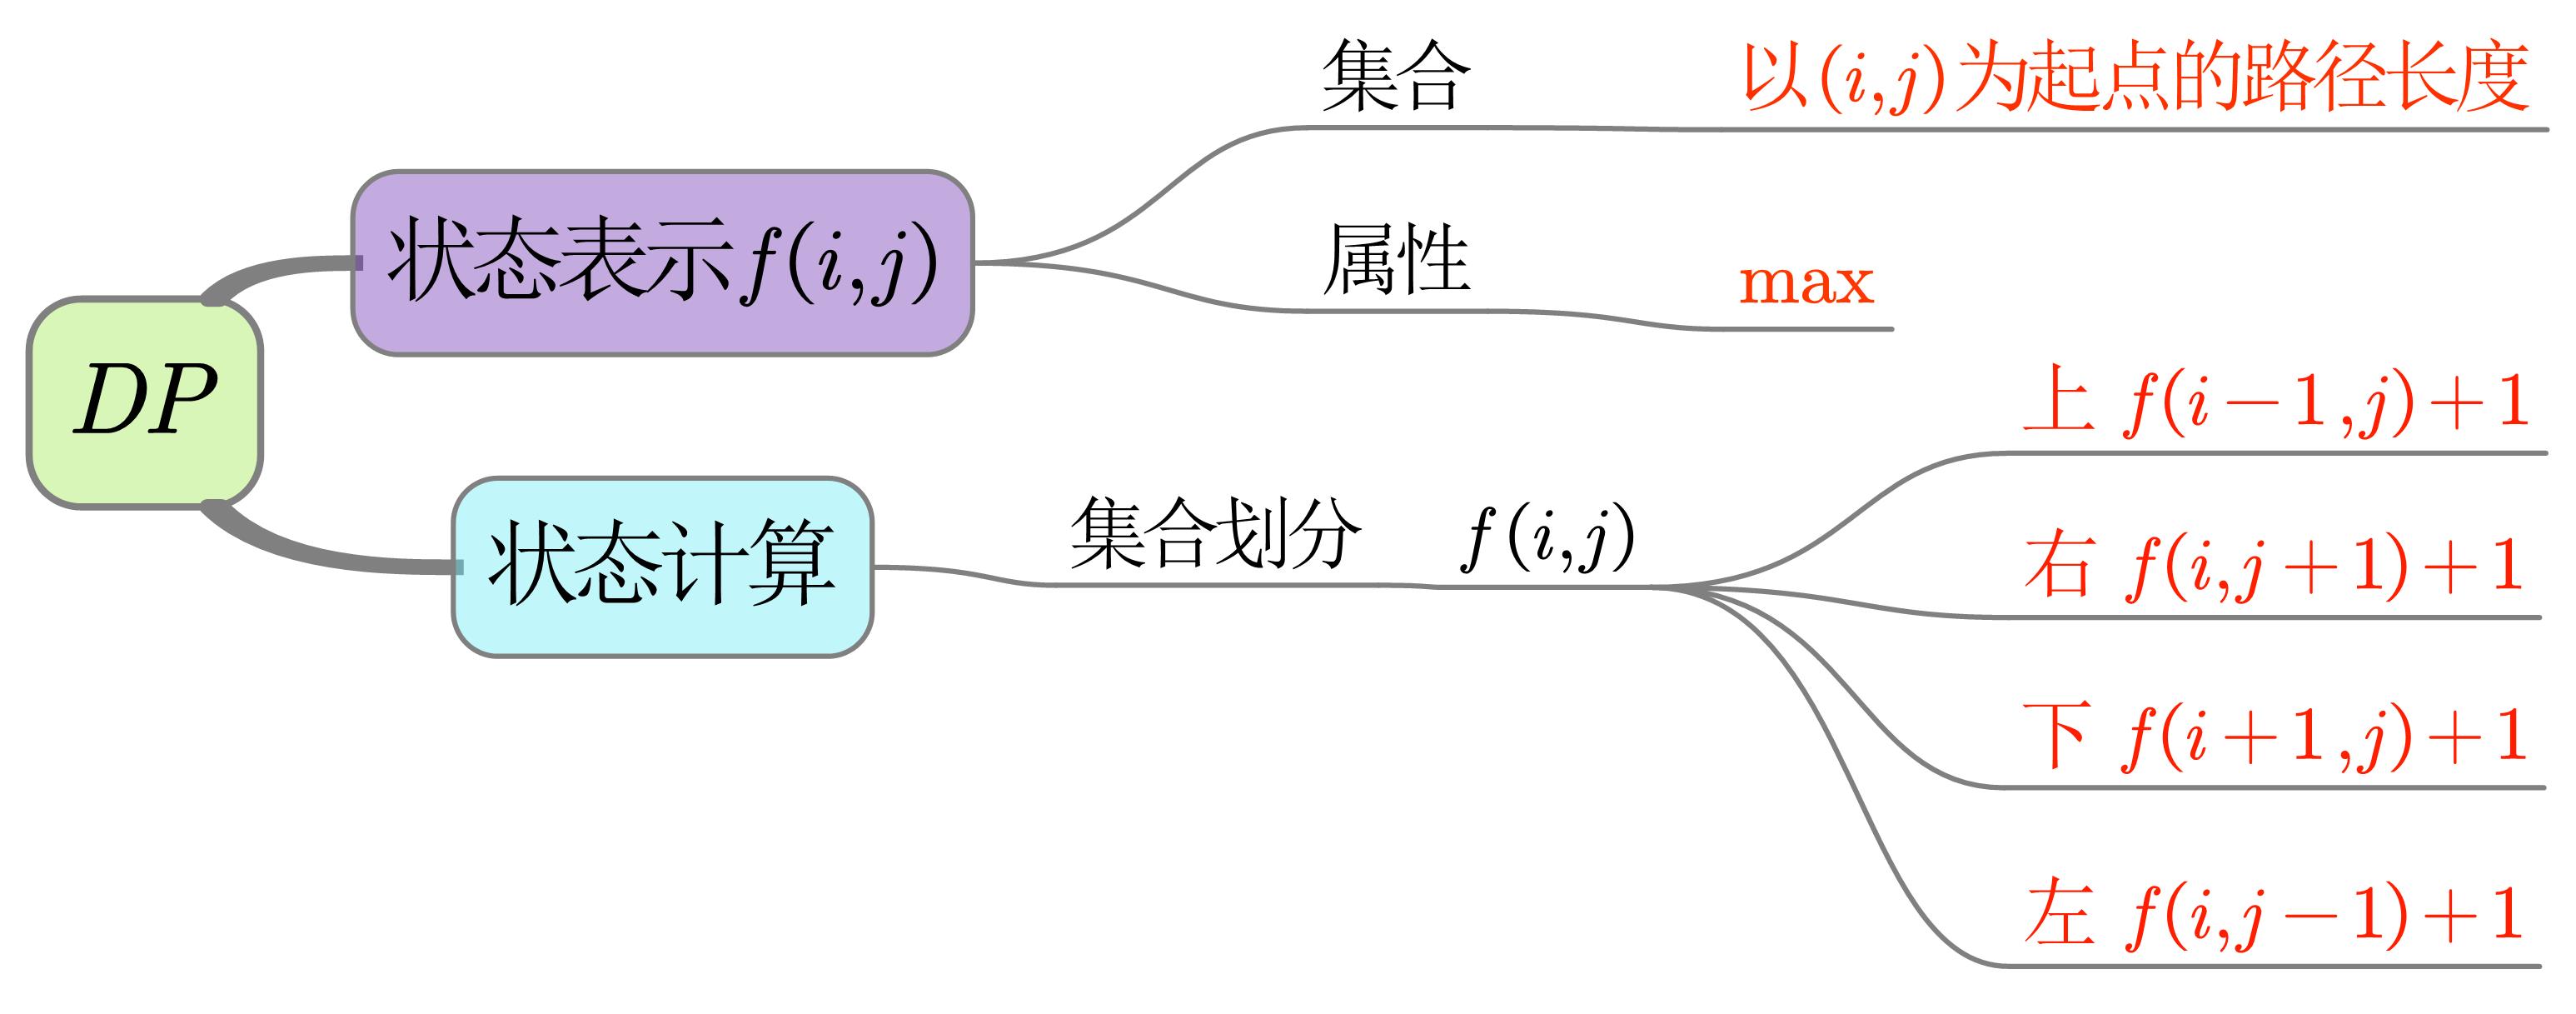 DP
状态表示f(i,j)
集合
以(i,j)为起点的路径长度
属性
max
状态计算
集合划分
f(i,j)
上 f(i-1,j)+1
右 f(i,j+1)+1
下 f(i+1,j)+1
左 f(i,j-1)+1